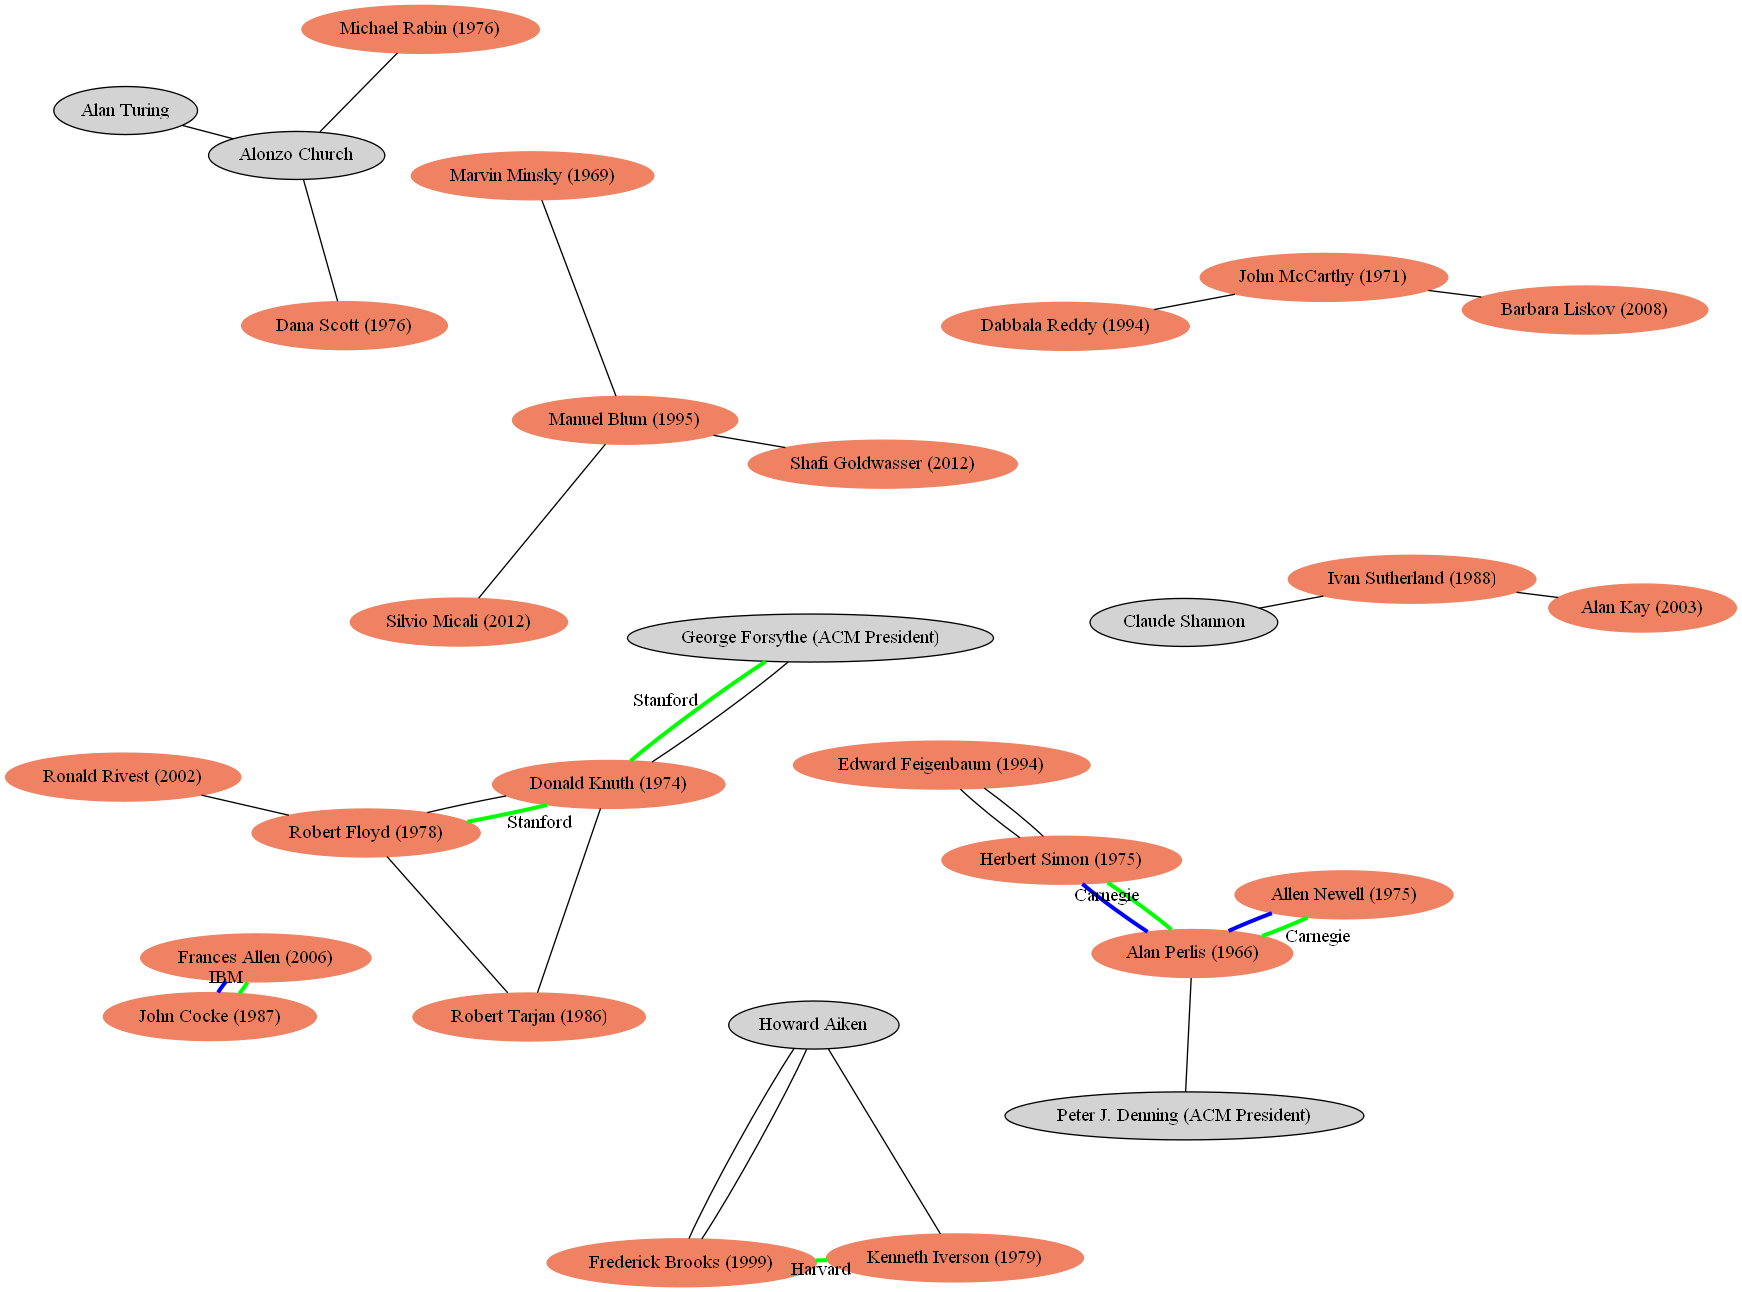 Michael Rabin (1976)
Alan Turing
Alonzo Church
Marvin Minsky (1969)
John McCarthy (1971)
Barbara Liskov (2008)
Dana Scott (1976)
Dabbala Reddy (1994)
Manuel Blum (1995)
Shafi Goldwasser (2012)
Ivan Sutherland (1988)
Alan Kay (2003)
Silvio Micali (2012)
Claude Shannon
George Forsythe (ACM President)
Stanford
Edward Feigenbaum (1994)
Ronald Rivest (2002)
Donald Knuth (1974)
Stanford
Robert Floyd (1978)
Herbert Simon (1975)
Carnegie
Allen Newell (1975)
Carnegie
Alan Perlis (1966)
Frances Allen (2006)
IBM
John Cocke (1987)
Robert Tarjan (1986)
Howard Aiken
Peter J. Denning (ACM President)
Frederick Brooks (1999)
Harvard
Kenneth Iverson (1979)